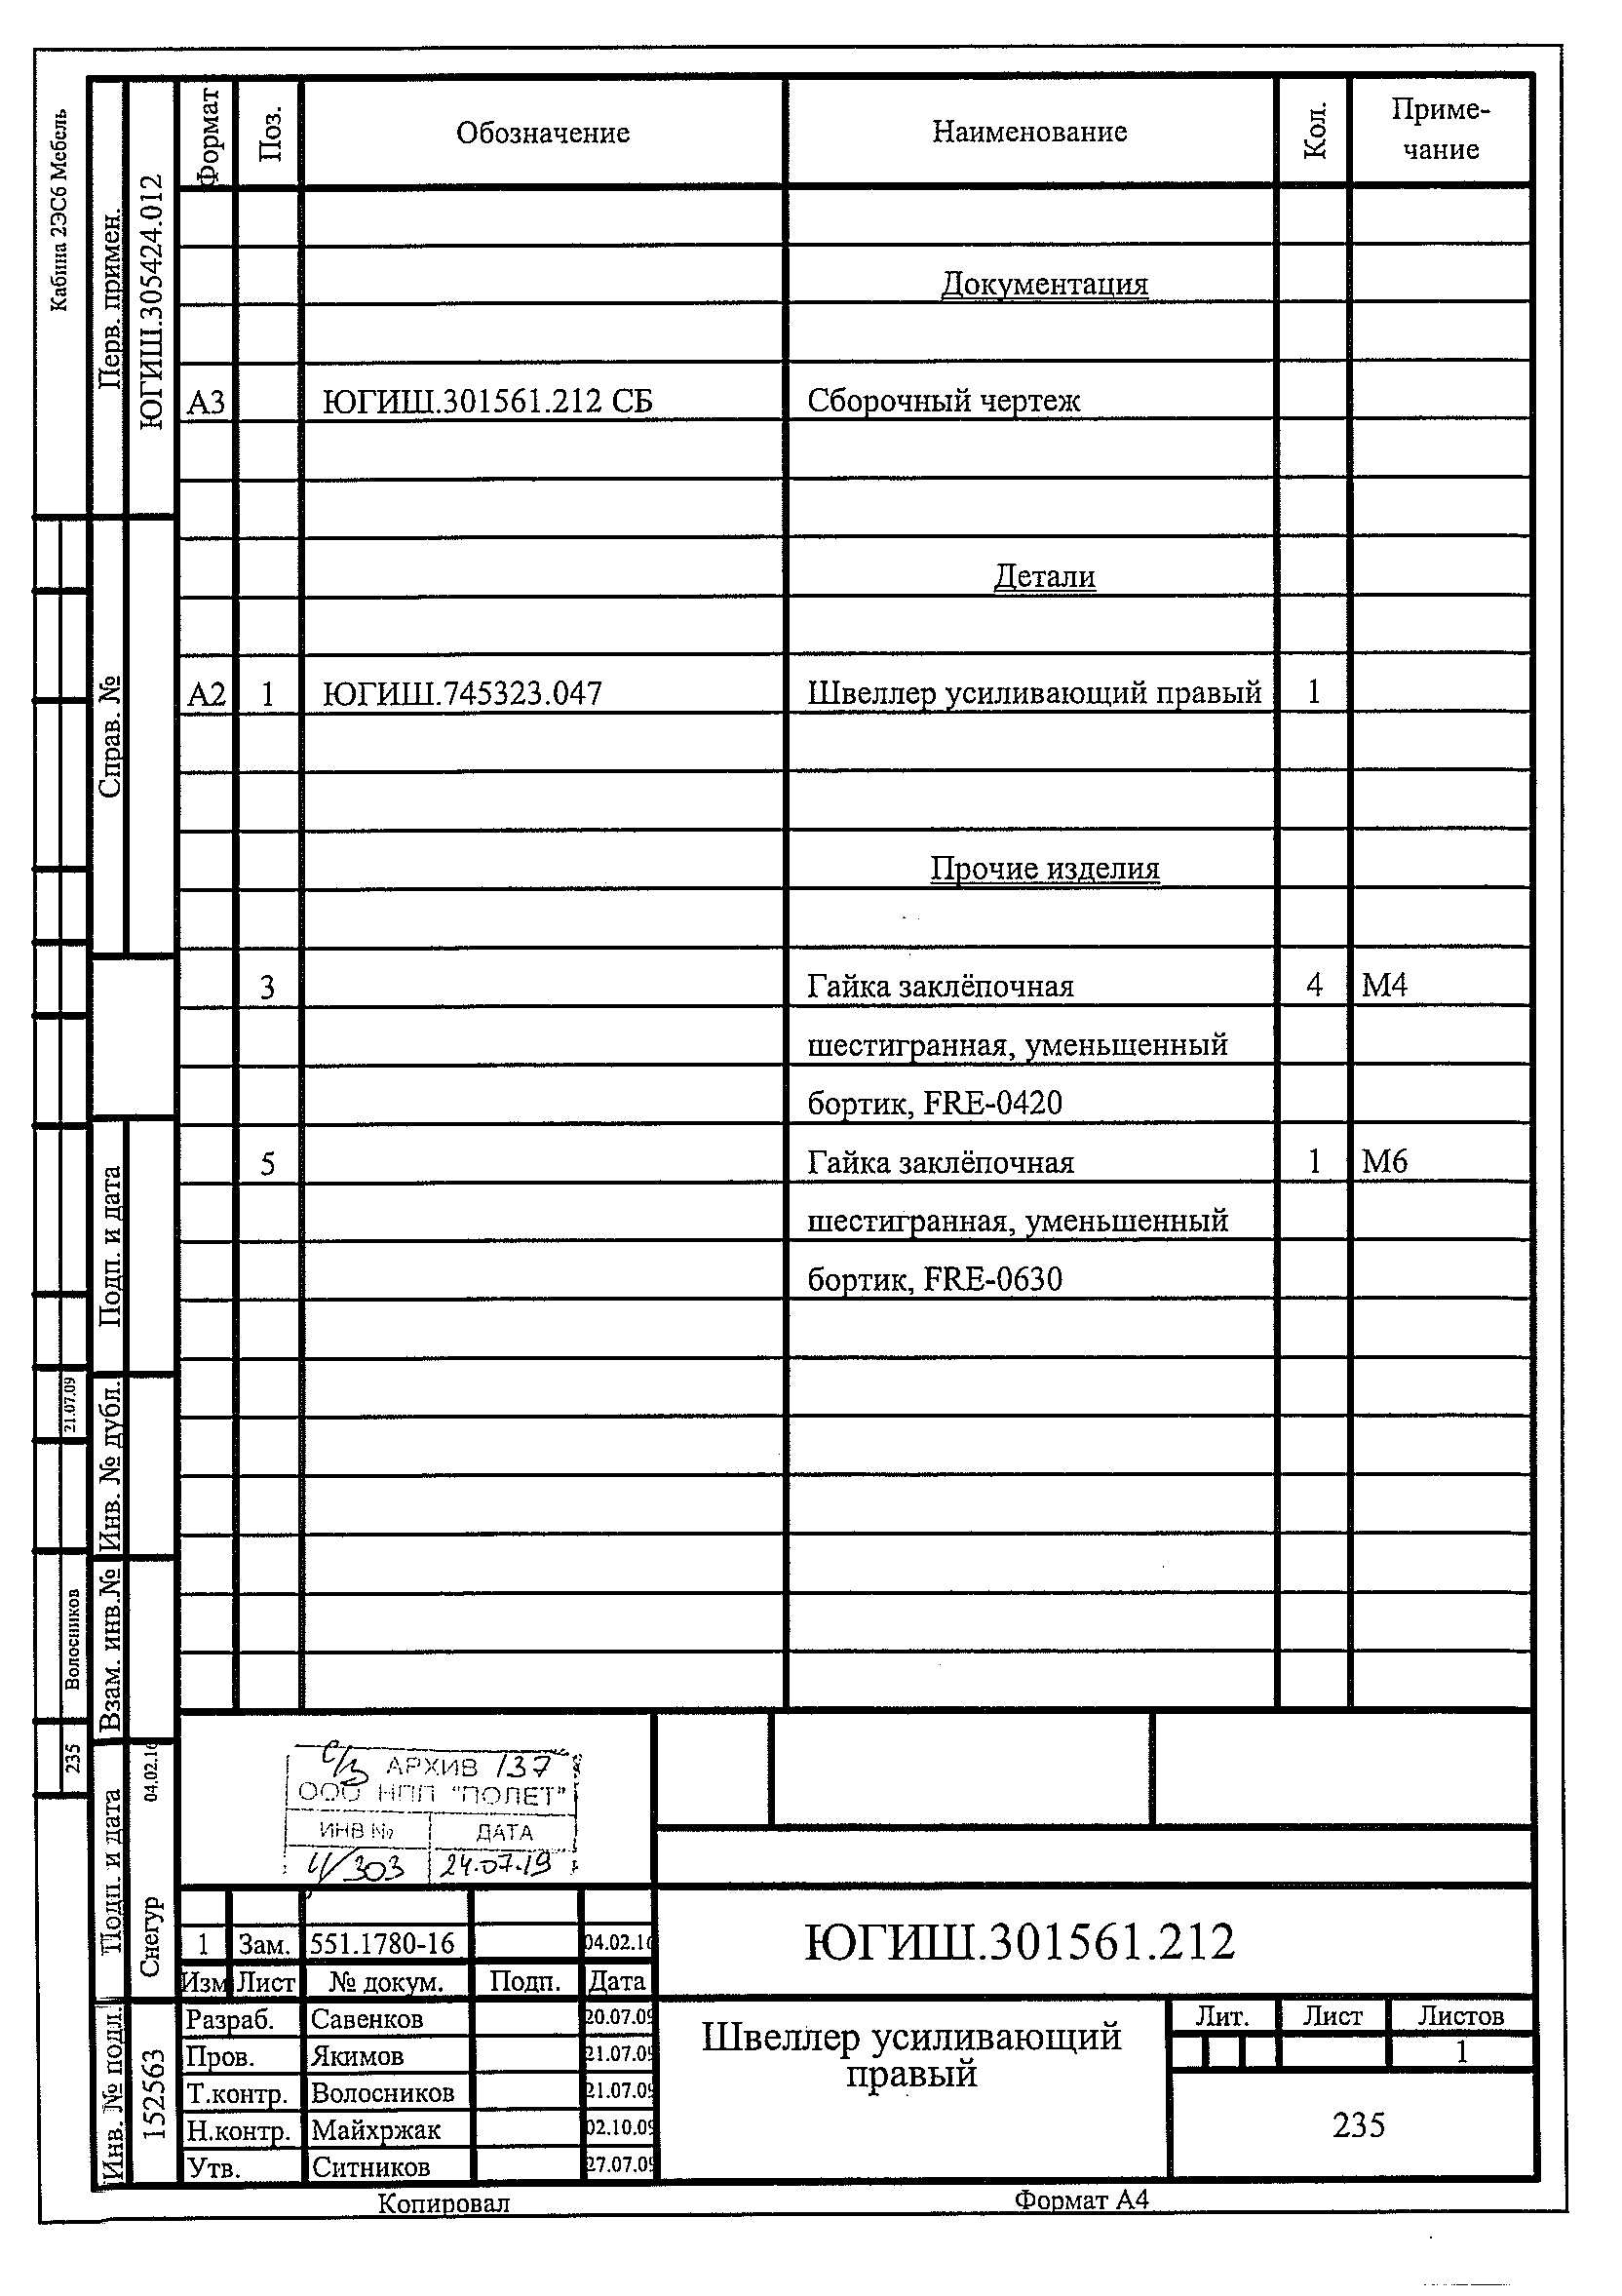 Кабина 2ЭС6 Мебель
Перв. примен.
ЮГИШ.305424.012
Справ. №
Подп. и дата
Инв. № дубл.
Взам. инв.№
Подп. и дата
Снегур
04.02.16
Инв. № подл.
152563
21.07.09
Волосников
235
Формат Поз. Обозначение Наименование Кол. Приме-
чание
Документация
А3 ЮГИШ.301561.212 СБ Сборочный чертеж
Детали
А2 1 ЮГИШ.745323.047 Швеллер усиливающий правый 1
Прочие изделия
3 Гайка заклёпочная 4 М4
шестигранная, уменьшенный
бортик, FRE-0420
5 Гайка заклёпочная 1 М6
шестигранная, уменьшенный
бортик, FRE-0630
с/з АРХИВ 137
ООО НПП "ПОЛЕТ"
ИНВ № ДАТА
4/303 24.07.19
1 Зам. 551.1780-16 04.02.16
Изм Лист № докум. Подп. Дата
ЮГИШ.301561.212
Разраб. Савенков 20.07.09
Пров. Якимов 21.07.09
Т.контр. Волосников 21.07.09
Н.контр. Майхржак 02.10.09
Утв. Ситников 27.07.09
Швеллер усиливающий
правый
Лит. Лист Листов
1
235
Копировал Формат А4